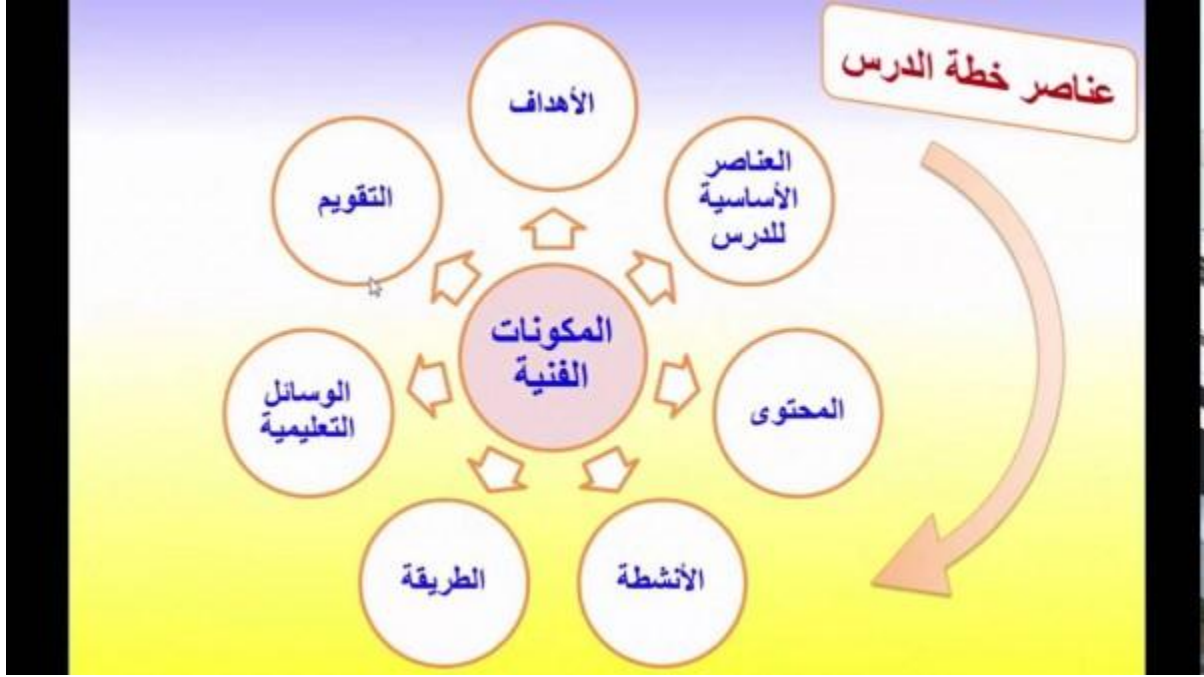 عناصر خطة الدرس
الأهداف
العناصر
الأساسية
للدرس
المحتوى
الأنشطة
الطريقة
الوسائل
التعليمية
التقويم
المكونات
الفنية